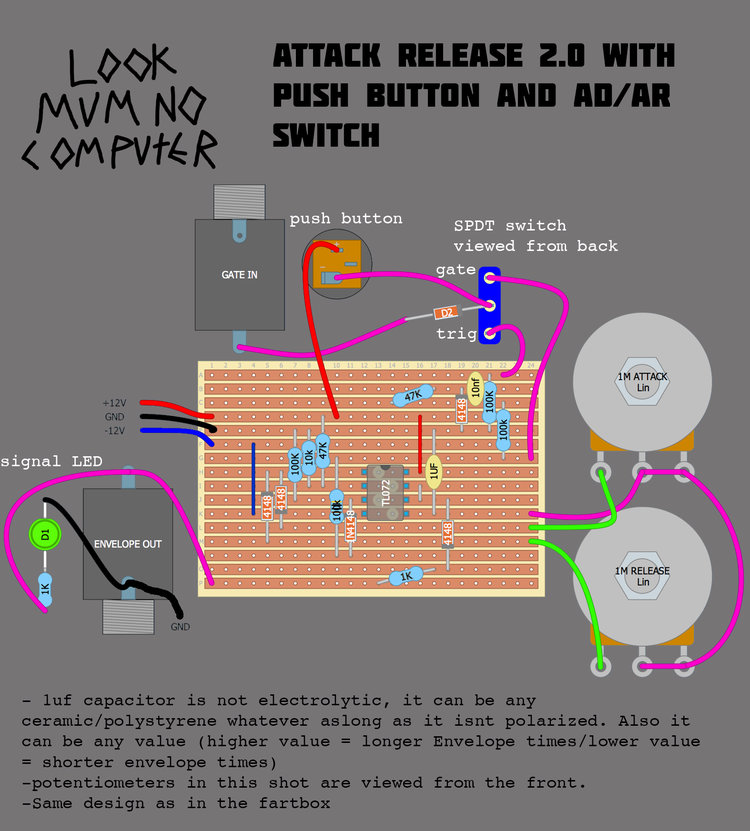 LOOK
MUM NO
COMPUTER
ATTACK RELEASE 2.0 WITH
PUSH BUTTON AND AD/AR
SWITCH
push button
SPDT switch
viewed from back
gate
GATE IN
D2
trig
1M ATTACK
Lin
+12V
GND
-12V
47K
4148
10nf
100K
100k
signal LED
100K
10k
47K
1UF
TL072
4148
4148
100k
4148
D1
ENVELOPE OUT
1K
1K
1M RELEASE
Lin
GND
- 1uf capacitor is not electrolytic, it can be any
ceramic/polystyrene whatever aslong as it isnt polarized. Also it
can be any value (higher value = longer Envelope times/lower value
= shorter envelope times)
-potentiometers in this shot are viewed from the front.
-Same design as in the fartbox